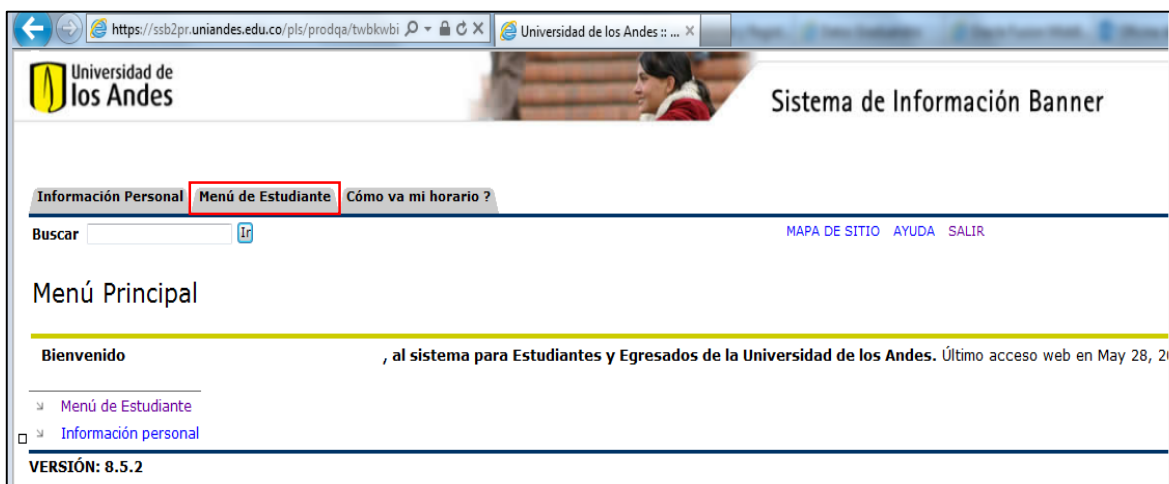 https://ssb2pr.uniandes.edu.co/pls/prodqa/twbkwbi
Universidad de los Andes :: ...
Universidad de
los Andes
Sistema de Información Banner
Información Personal Menú de Estudiante Cómo va mi horario ?
Buscar Ir
MAPA DE SITIO AYUDA SALIR
Menú Principal
Bienvenido , al sistema para Estudiantes y Egresados de la Universidad de los Andes. Último acceso web en May 28,
Menú de Estudiante
Información personal
VERSIÓN: 8.5.2